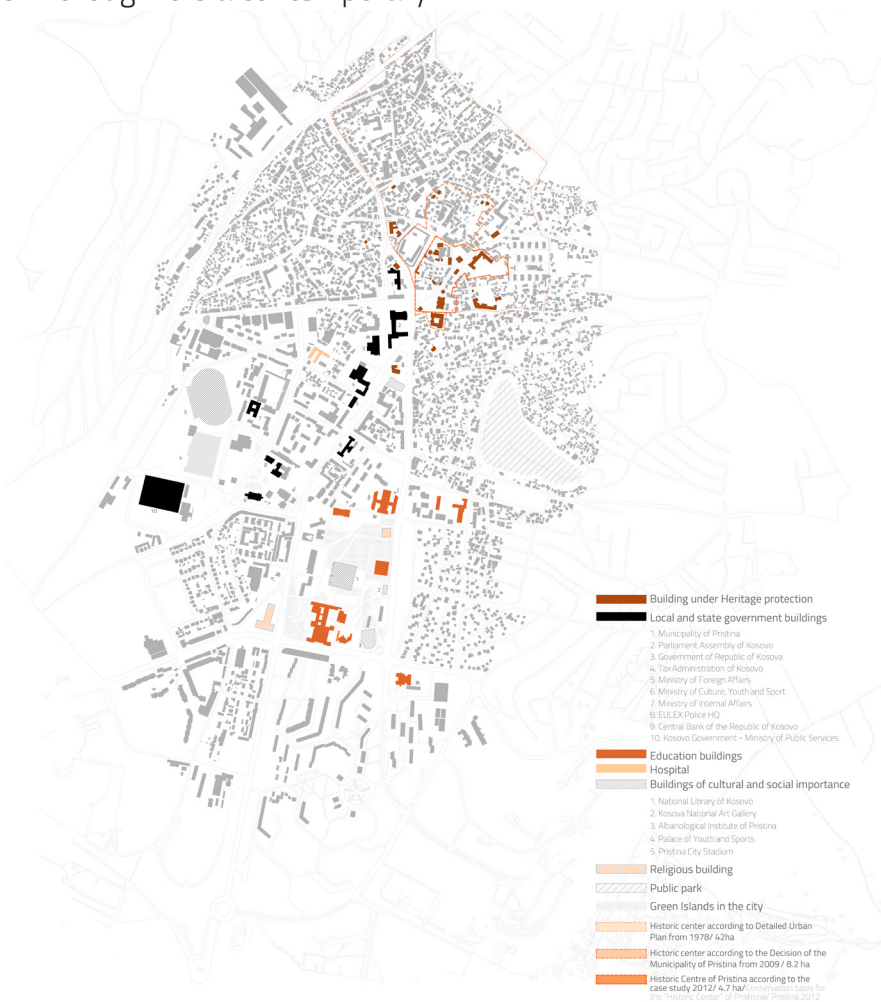 Building under Heritage protection
Local and state government buildings
1. Municipality of Pristina
2. Parliament Assembly of Kosovo
3. Government of Republic of Kosova
4. Tax Administration of Kosovo
5. Ministry of Foreign Affairs
6. Ministry of Culture, Youth and Sport
7. Ministry of Internal Affairs
8. EULEX Police HQ
9. Central Bank of the Republic of Kosovo
10. Kosovo Government – Ministry of Public Services
Education buildings
Hospital
Buildings of cultural and social importance
1. National Library of Kosovo
2. Kosova National Art Gallery
3. Albanological Institute of Pristina
4. Palace of Youth and Sports
5. Pristina City Stadium
Religious building
Public park
Green Islands in the city
Historic center according to Detailed Urban
Plan from 1978/ 42ha
Hictoric center according to the Decision of the
Municipality of Pristina from 2009 / 8.2 ha
Historic Centre of Pristina according to the
case study 2012/ 4.7 ha/Conservation basis for
the "Historic Center" of Prishtina/ Pristina 2012